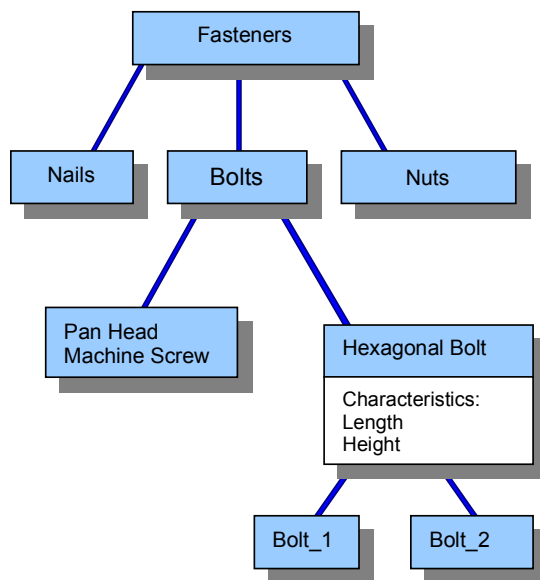 Fasteners
Nails
Bolts
Nuts
Pan Head
Machine Screw
Hexagonal Bolt
Characteristics:
Length
Height
Bolt_1
Bolt_2